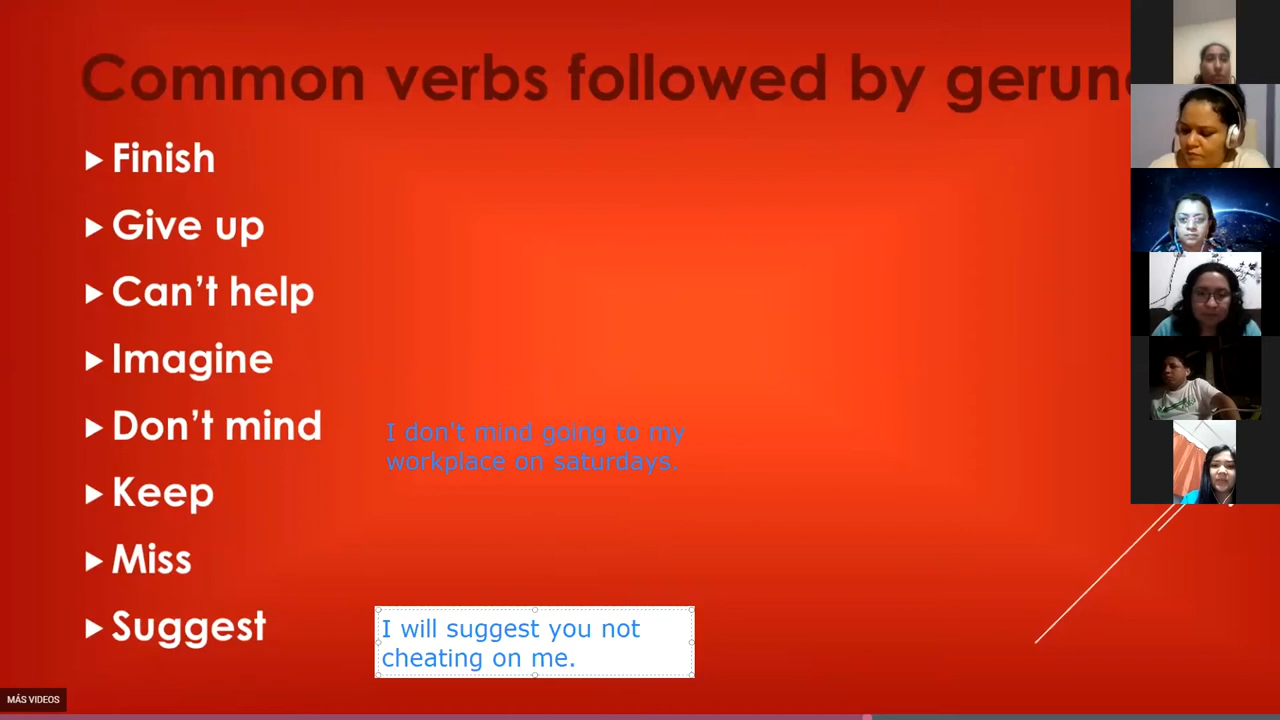 Common verbs followed by gerun
Finish
Give up
Can't help
Imagine
Don't mind
I don't mind going to my
workplace on saturdays.
Keep
Miss
Suggest
I will suggest you not
cheating on me.
MÁS VIDEOS